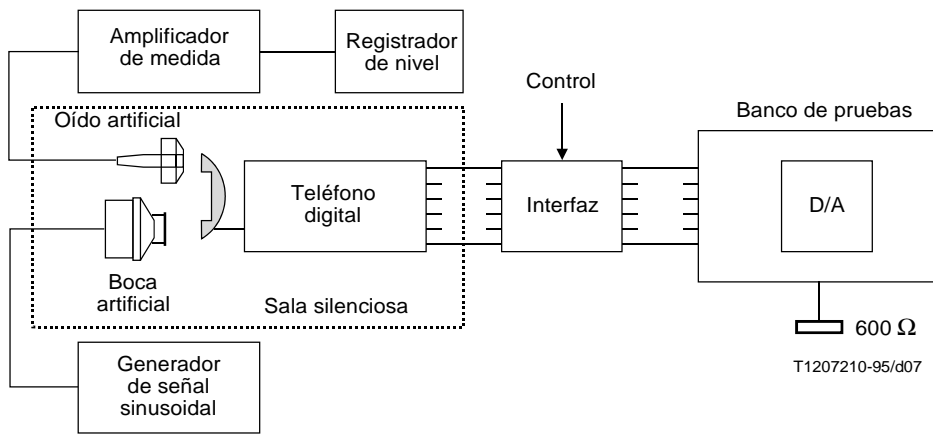 Amplificador
de medida
Registrador
de nivel
Control
Banco de pruebas
Oído artificial
Teléfono
digital
Interfaz
D/A
Boca
artificial
Sala silenciosa
600 Ω
T1207210-95/d07
Generador
de señal
sinusoidal